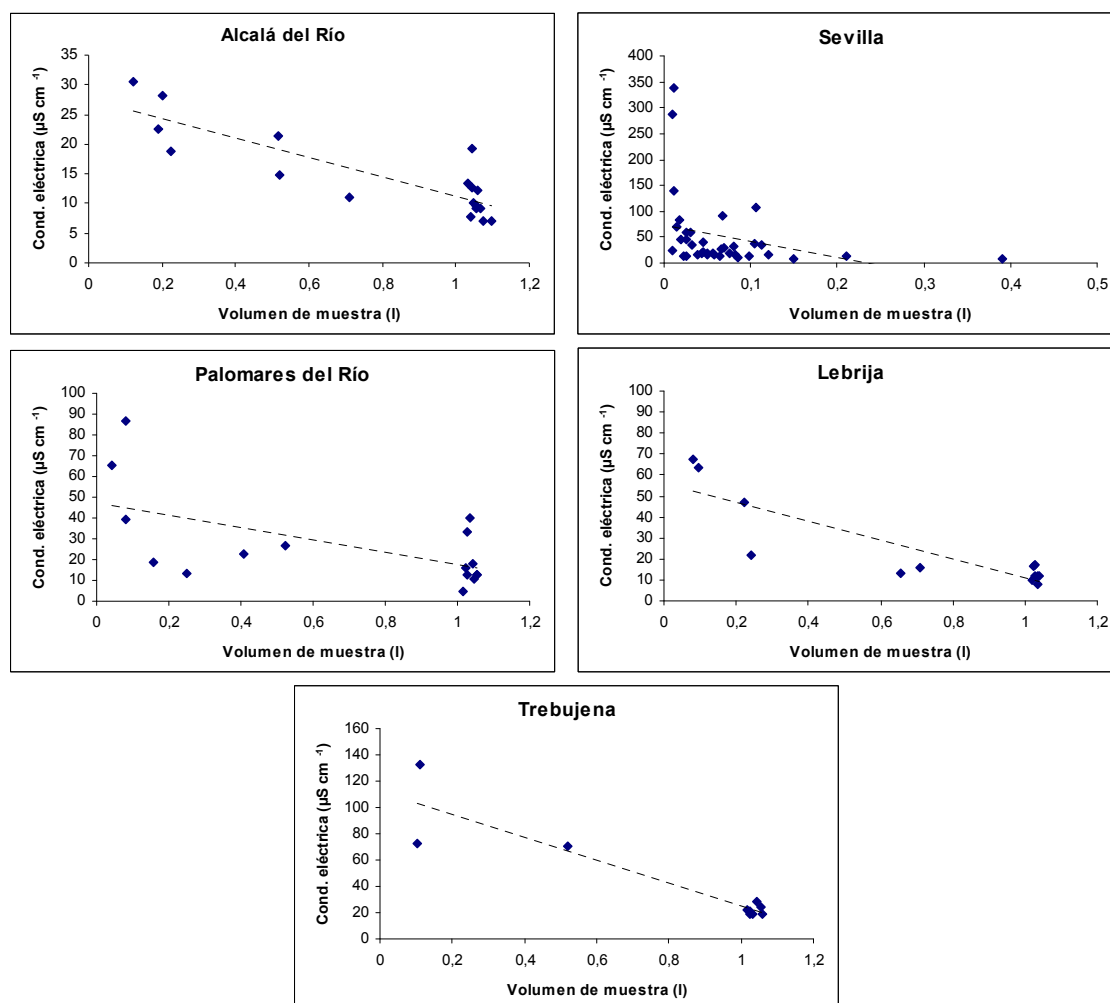 Alcalá del Río
35
30
25
20
15
10
5
0
Cond. eléctrica (µS cm ⁻¹)
0 0,2 0,4 0,6 0,8 1 1,2
Volumen de muestra (l)
Sevilla
400
350
300
250
200
150
100
50
0
Cond. eléctrica (µS cm ⁻¹)
0 0,1 0,2 0,3 0,4 0,5
Volumen de muestra (l)
Palomares del Río
100
90
80
70
60
50
40
30
20
10
0
Cond. eléctrica (µS cm ⁻¹)
0 0,2 0,4 0,6 0,8 1 1,2
Volumen de muestra (l)
Lebrija
100
90
80
70
60
50
40
30
20
10
0
Cond. eléctrica (µS cm ⁻¹)
0 0,2 0,4 0,6 0,8 1 1,2
Volumen de muestra (l)
Trebujena
160
140
120
100
80
60
40
20
0
Cond. eléctrica (µS cm ⁻¹)
0 0,2 0,4 0,6 0,8 1 1,2
Volumen de muestra (l)